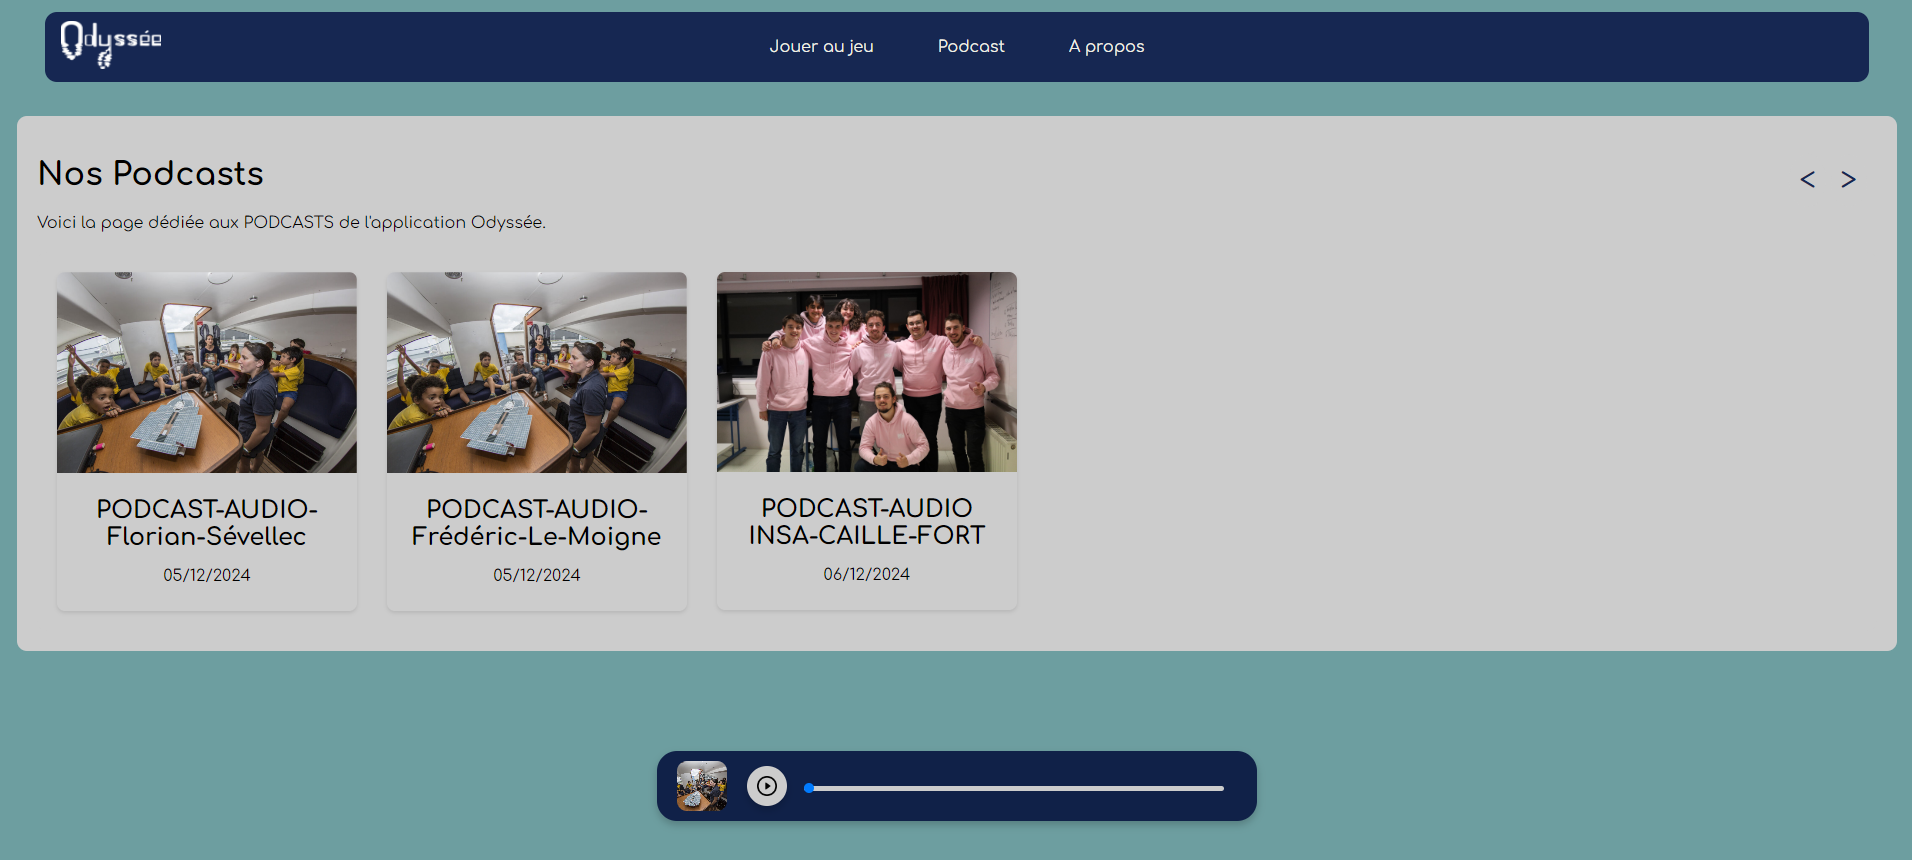 Odyssée
Jouer au jeu
Podcast
A propos
Nos Podcasts
< >
Voici la page dédiée aux PODCASTS de l'application Odyssée.
PODCAST-AUDIO-
Florian-Sévellec
05/12/2024
PODCAST-AUDIO-
Frédéric-Le-Moigne
05/12/2024
PODCAST-AUDIO
INSA-CAILLE-FORT
06/12/2024